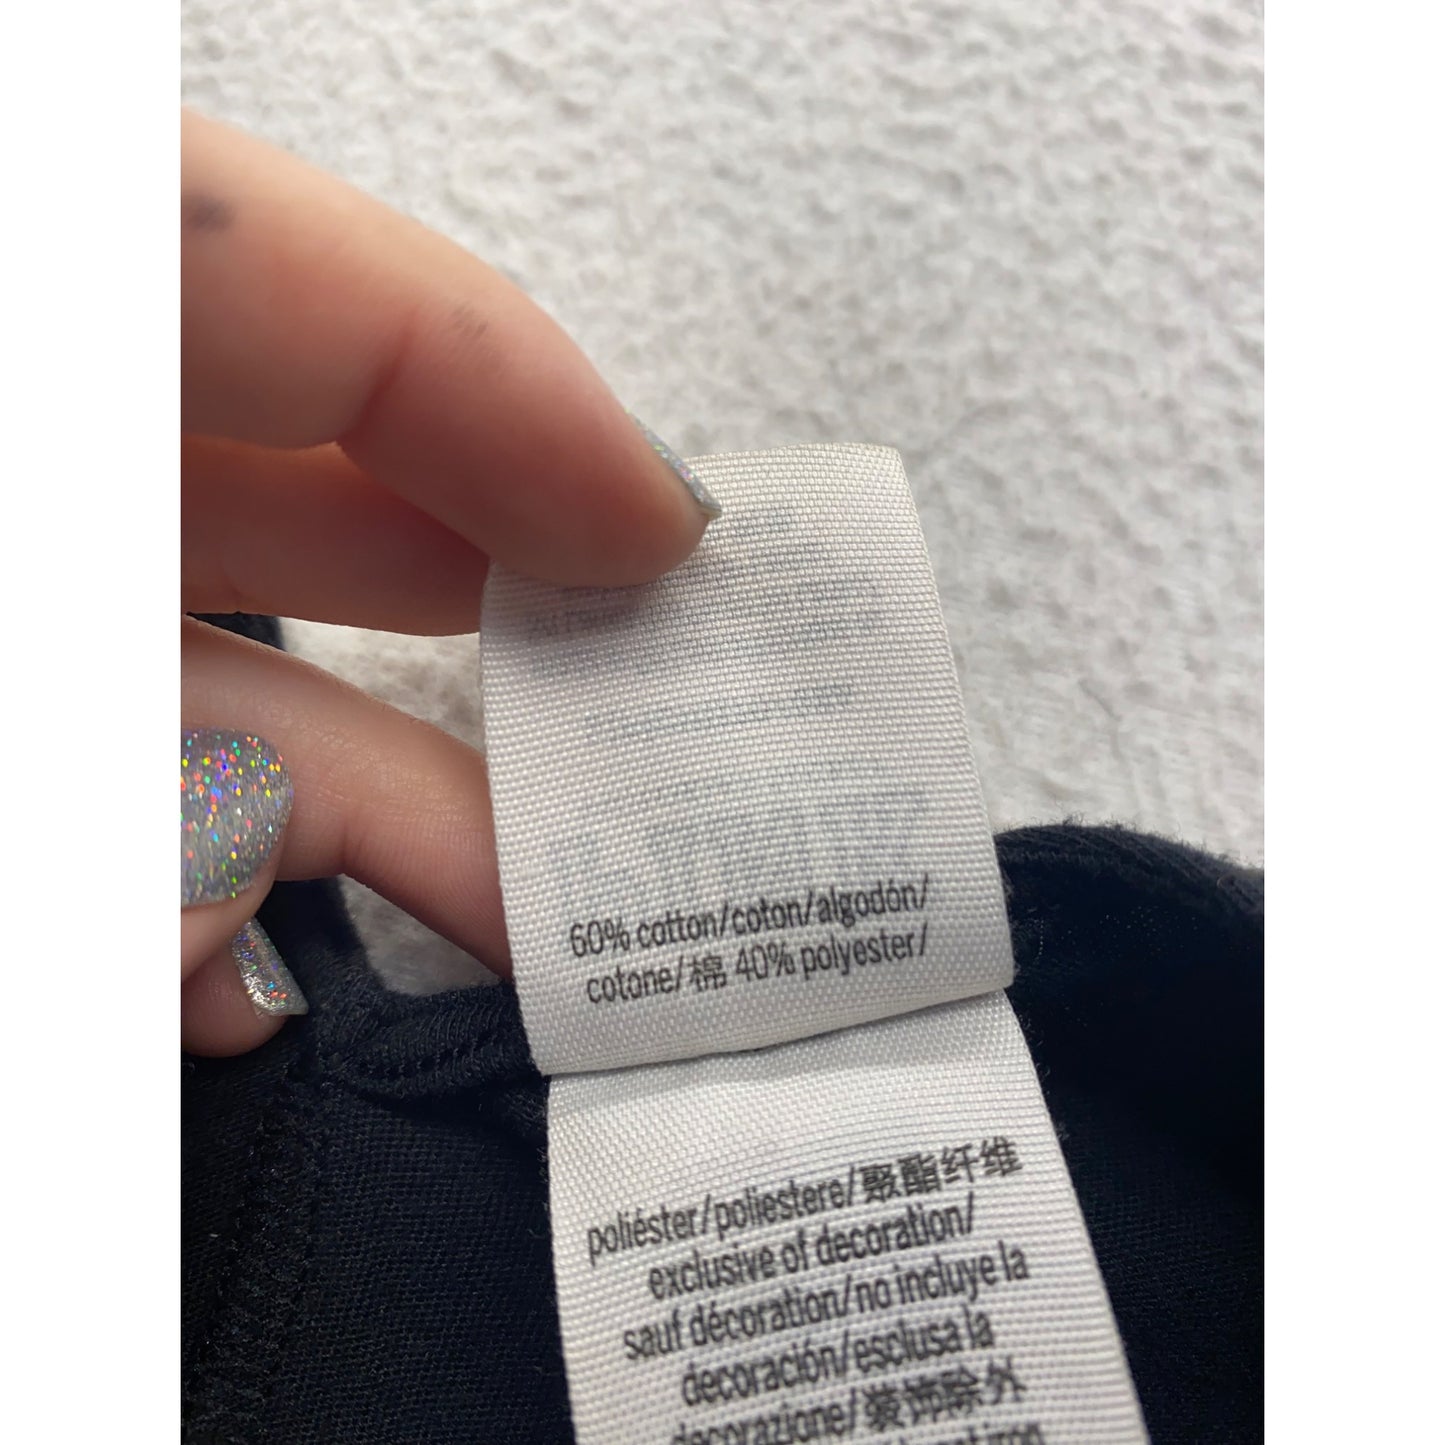 60% cotton/coton/algodón/
cotone/棉 40% polyester/
poliéster/poliestere/聚酯纤维
exclusive of decoration/
sauf décoration/no incluye la
decoración/esclusa la
decorazione/装饰除外
iron